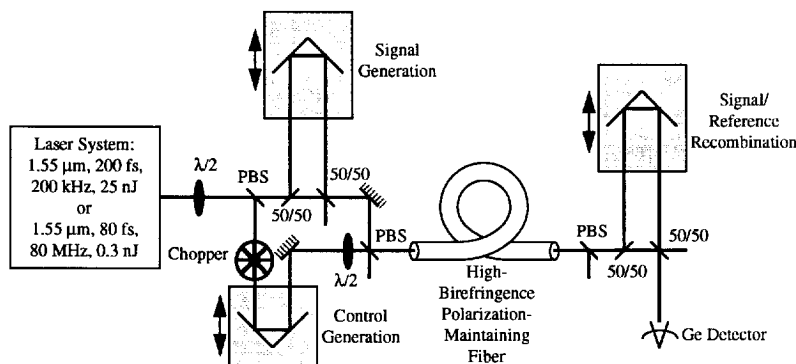 Signal
Generation
Signal/
Reference
Recombination
Laser System:
1.55 μm, 200 fs,
200 kHz, 25 nJ
or
1.55 μm, 80 fs,
80 MHz, 0.3 nJ
λ/2
PBS
50/50
50/50
Chopper
λ/2
PBS
Control
Generation
High-
Birefringence
Polarization-
Maintaining
Fiber
PBS
50/50
50/50
Ge Detector